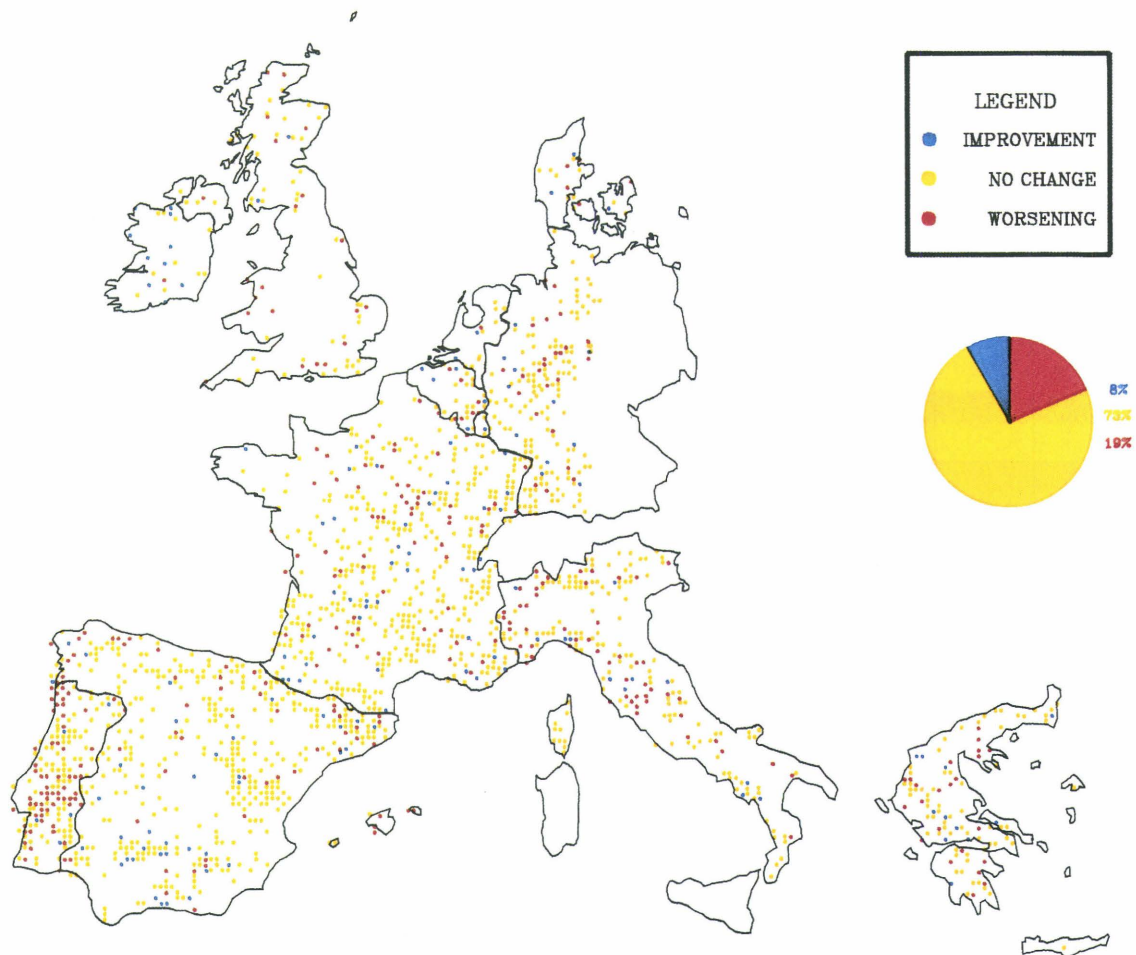 LEGEND
IMPROVEMENT
NO CHANGE
WORSENING
8%
73%
19%